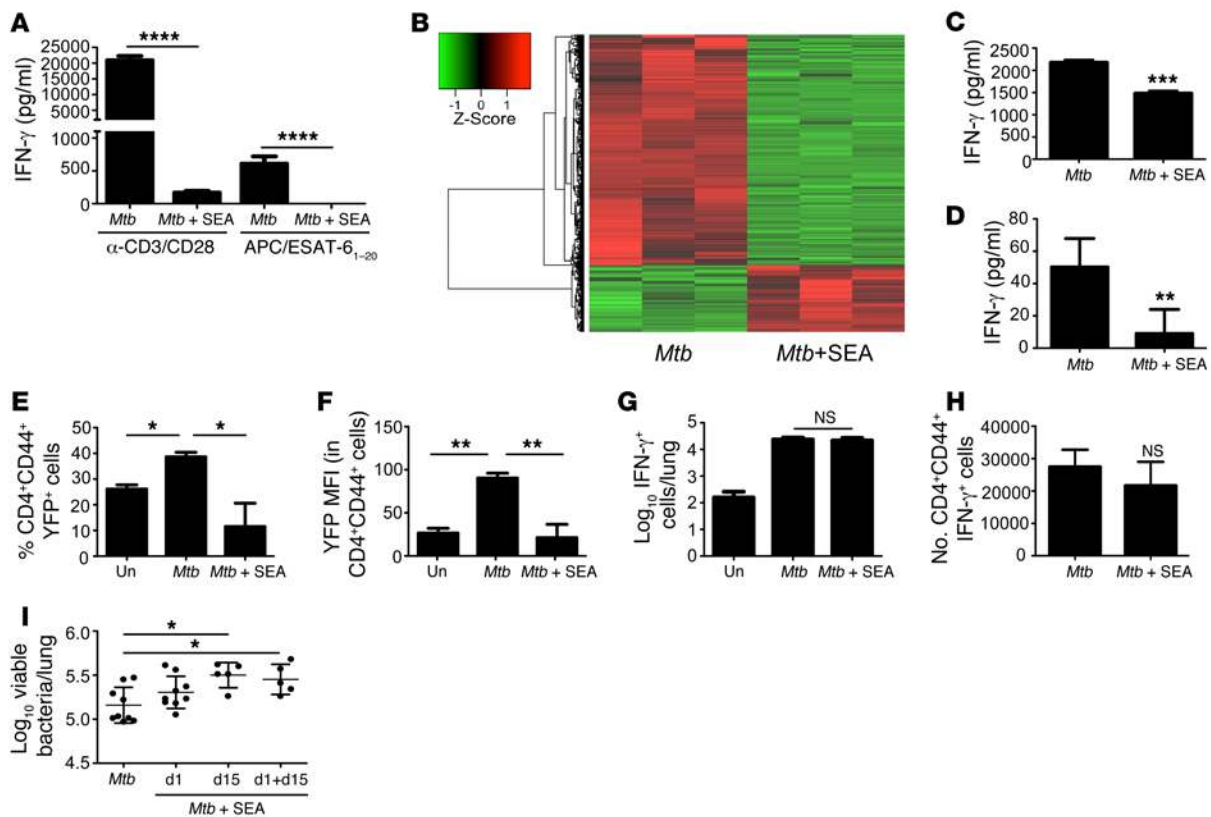 A
IFN-γ (pg/ml)
25000
20000
15000
10000
5000
1000
500
0
****
****
Mtb
Mtb + SEA
Mtb
Mtb + SEA
α-CD3/CD28
APC/ESAT-6₁₋₂₀
B
-1 0 1
Z-Score
Mtb
Mtb+SEA
C
IFN-γ (pg/ml)
2500
2000
1500
1000
500
0
***
Mtb
Mtb + SEA
D
IFN-γ (pg/ml)
80
60
40
20
0
**
Mtb
Mtb + SEA
E
% CD4⁺CD44⁺
YFP⁺ cells
50
40
30
20
10
0
*
*
Un
Mtb
Mtb + SEA
F
YFP MFI (in
CD4⁺CD44⁺ cells)
150
100
50
0
**
**
Un
Mtb
Mtb + SEA
G
Log₁₀ IFN-γ⁺
cells/lung
5
4
3
2
1
0
NS
Un
Mtb
Mtb + SEA
H
No. CD4⁺CD44⁺
IFN-γ⁺ cells
40000
30000
20000
10000
0
NS
Mtb
Mtb + SEA
I
Log₁₀ viable
bacteria/lung
6.0
5.5
5.0
4.5
*
*
Mtb
d1
d15
d1+d15
Mtb + SEA